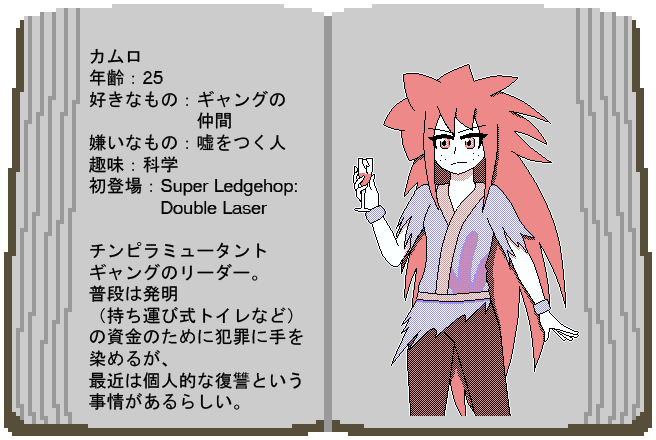 カムロ
年齢：25
好きなもの：ギャングの
仲間
嫌いなもの：嘘をつく人
趣味：科学
初登場：Super Ledgehop:
Double Laser
チンピラミュータント
ギャングのリーダー。
普段は発明
（持ち運び式トイレなど）
の資金のために犯罪に手を
染めるが、
最近は個人的な復讐という
事情があるらしい。